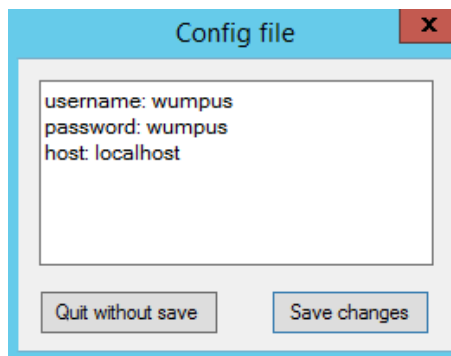 Config file
x
username: wumpus
password: wumpus
host: localhost
Quit without save
Save changes